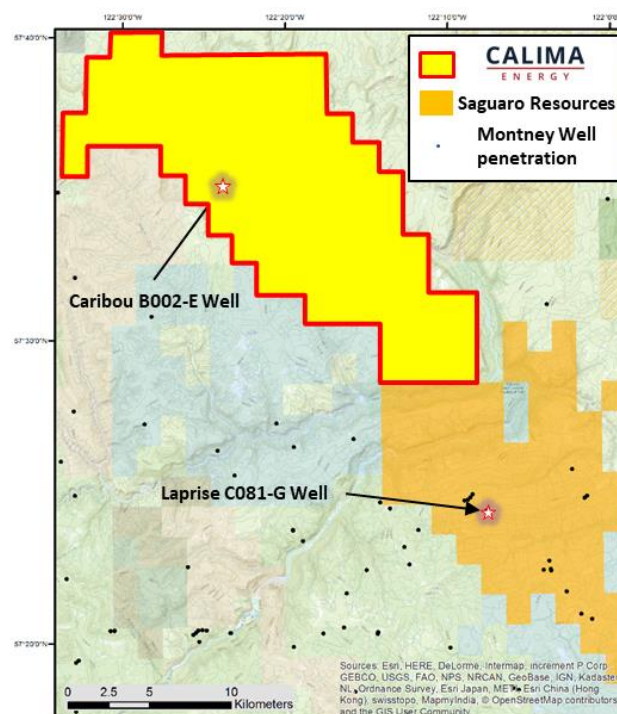 122°30'0"W 122°20'0"W 122°10'0"W 122°0'0"W
57°40'0"N
CALIMA
ENERGY
Saguaro Resources
Montney Well
penetration
Caribou B002-E Well
57°30'0"N
Laprise C081-G Well
57°20'0"N
0 2.5 5 10
Kilometers
Sources: Esri, HERE, DeLorme, Intermap, increment P Corp.
GEBCO, USGS, FAO, NPS, NRCAN, GeoBase, IGN, Kadaster
NL, Ordnance Survey, Esri Japan, METI, Esri China (Hong
Kong), swisstopo, MapmyIndia, © OpenStreetMap contributors
and the GIS User Community